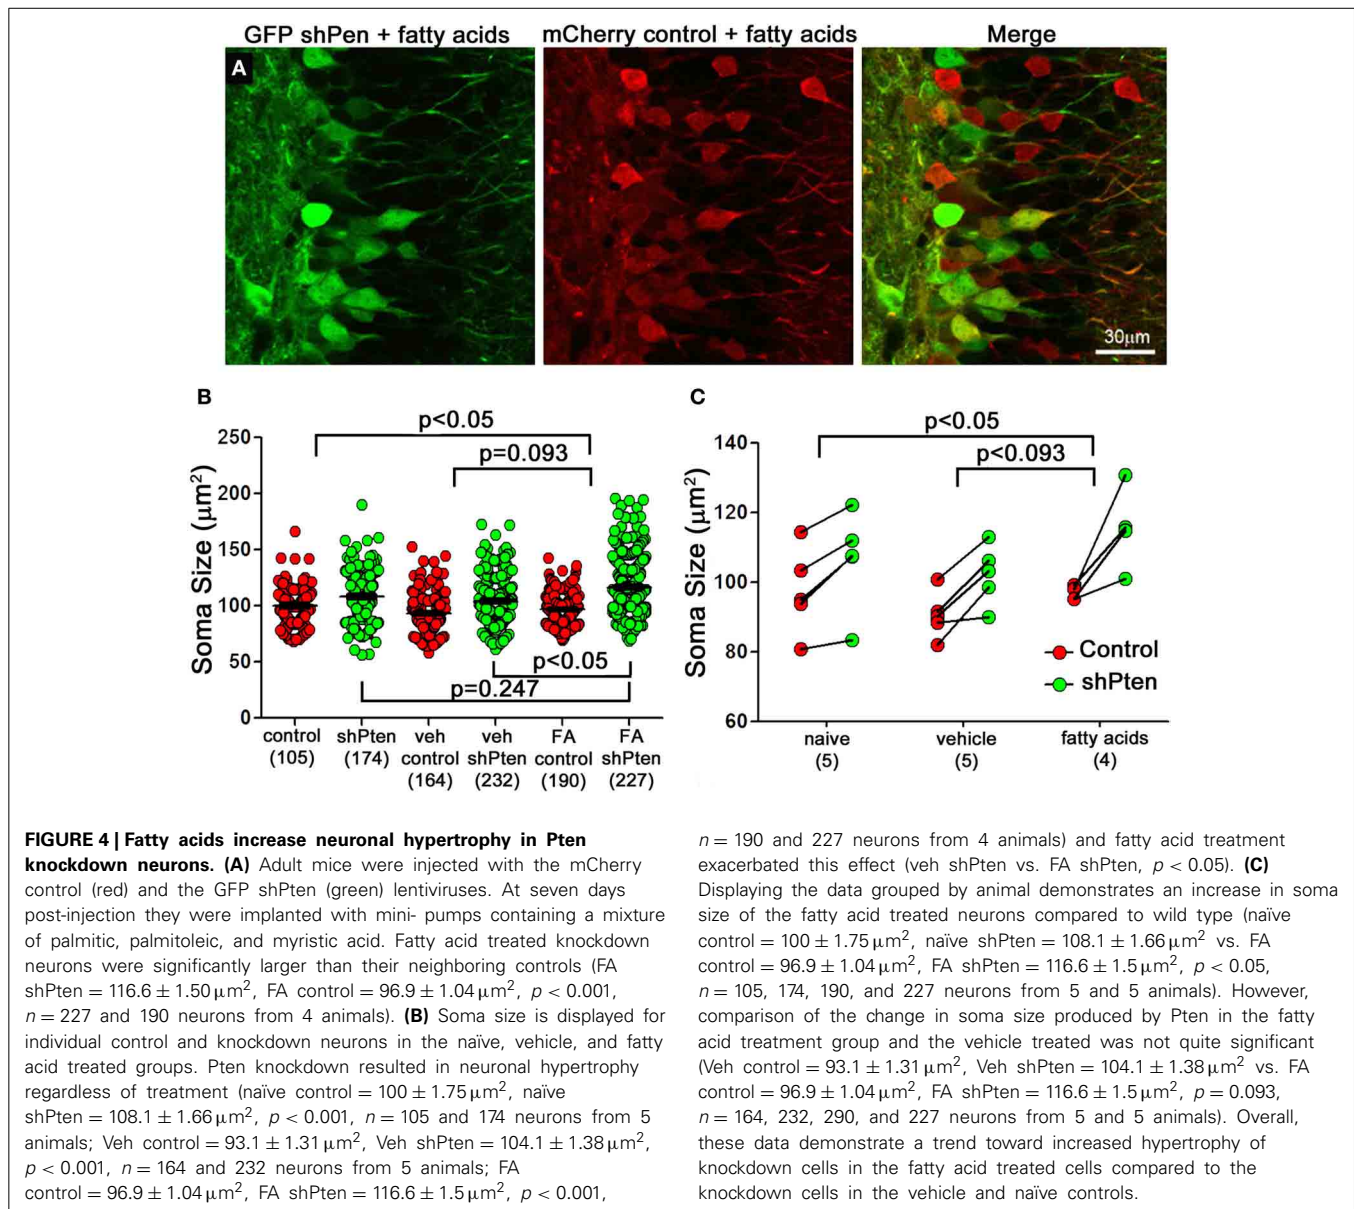 GFP shPen + fatty acids
mCherry control + fatty acids
Merge
A
30μm
B
p<0.05
p=0.093
250
200
150
100
50
0
Soma Size (μm²)
p<0.05
p=0.247
control
(105)
shPten
(174)
veh
control
(164)
veh
shPten
(232)
FA
control
(190)
FA
shPten
(227)
C
p<0.05
p<0.093
140
120
100
80
60
Soma Size (μm²)
Control
shPten
naive
(5)
vehicle
(5)
fatty acids
(4)
FIGURE 4 | Fatty acids increase neuronal hypertrophy in Pten
knockdown neurons. (A) Adult mice were injected with the mCherry
control (red) and the GFP shPten (green) lentiviruses. At seven days
post-injection they were implanted with mini- pumps containing a mixture
of palmitic, palmitoleic, and myristic acid. Fatty acid treated knockdown
neurons were significantly larger than their neighboring controls (FA
shPten = 116.6 ± 1.50 μm², FA control = 96.9 ± 1.04 μm², p < 0.001,
n = 227 and 190 neurons from 4 animals). (B) Soma size is displayed for
individual control and knockdown neurons in the naïve, vehicle, and fatty
acid treated groups. Pten knockdown resulted in neuronal hypertrophy
regardless of treatment (naïve control = 100 ± 1.75 μm², naïve
shPten = 108.1 ± 1.66 μm², p < 0.001, n = 105 and 174 neurons from 5
animals; Veh control = 93.1 ± 1.31 μm², Veh shPten = 104.1 ± 1.38 μm²,
p < 0.001, n = 164 and 232 neurons from 5 animals; FA
control = 96.9 ± 1.04 μm², FA shPten = 116.6 ± 1.5 μm², p < 0.001,
n = 190 and 227 neurons from 4 animals) and fatty acid treatment
exacerbated this effect (veh shPten vs. FA shPten, p < 0.05). (C)
Displaying the data grouped by animal demonstrates an increase in soma
size of the fatty acid treated neurons compared to wild type (naïve
control = 100 ± 1.75 μm², naïve shPten = 108.1 ± 1.66 μm² vs. FA
control = 96.9 ± 1.04 μm², FA shPten = 116.6 ± 1.5 μm², p < 0.05,
n = 105, 174, 190, and 227 neurons from 5 and 5 animals). However,
comparison of the change in soma size produced by Pten in the fatty
acid treatment group and the vehicle treated was not quite significant
(Veh control = 93.1 ± 1.31 μm², Veh shPten = 104.1 ± 1.38 μm² vs. FA
control = 96.9 ± 1.04 μm², FA shPten = 116.6 ± 1.5 μm², p = 0.093,
n = 164, 232, 290, and 227 neurons from 5 and 5 animals). Overall,
these data demonstrate a trend toward increased hypertrophy of
knockdown cells in the fatty acid treated cells compared to the
knockdown cells in the vehicle and naïve controls.